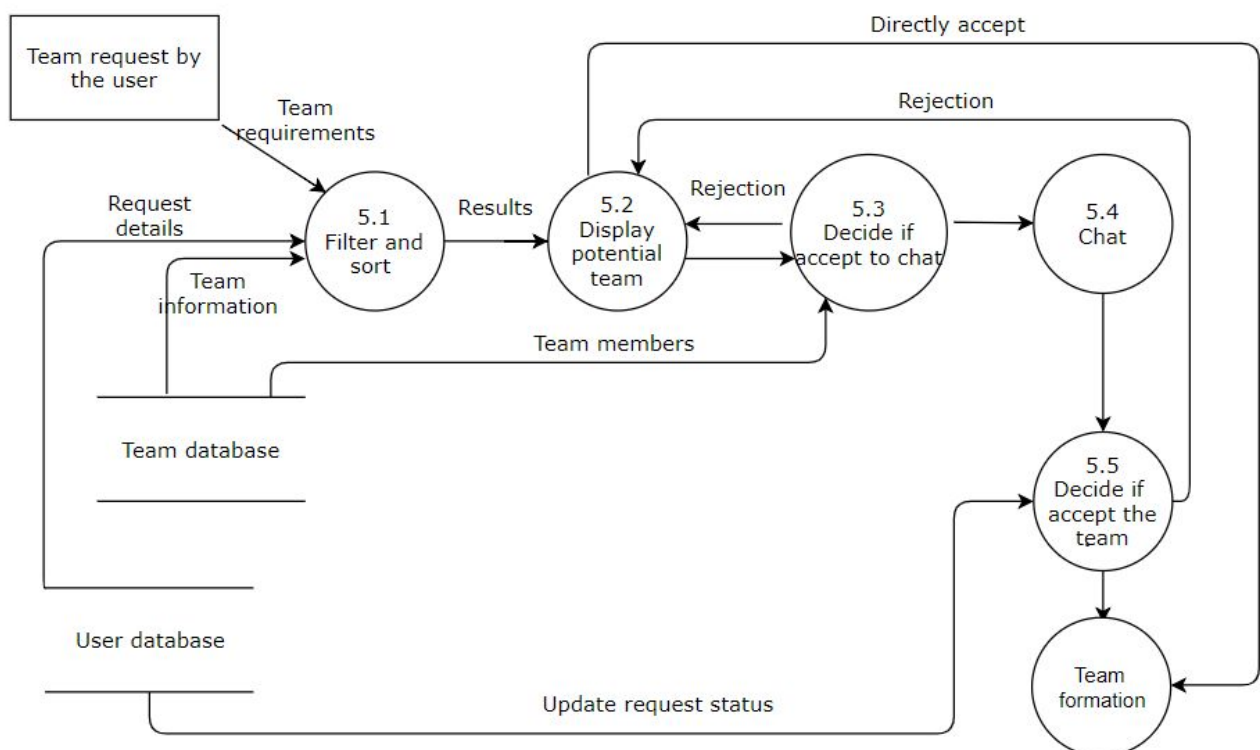 Directly accept
Team request by
the user
Team
requirements
Rejection
Request
details
5.1
Filter and
sort
Results
5.2
Display
potential
team
Rejection
5.3
Decide if
accept to chat
5.4
Chat
Team
information
Team members
Team database
5.5
Decide if
accept the
team
User database
Update request status
Team
formation